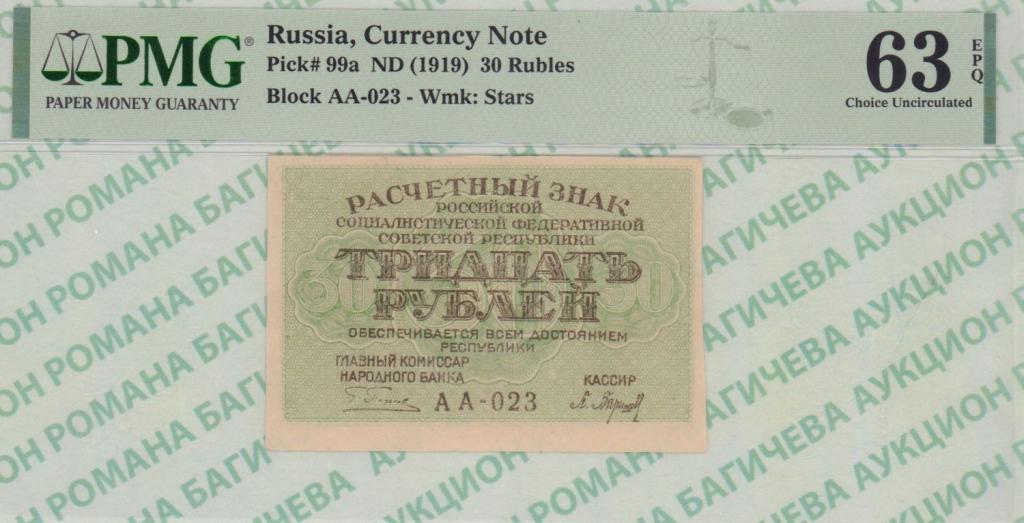 PMG®
PAPER MONEY GUARANTY
Russia, Currency Note
Pick# 99a ND (1919) 30 Rubles
Block AA-023 - Wmk: Stars
63 EPQ
Choice Uncirculated
РАСЧЕТНЫЙ ЗНАК
РОССИЙСКОЙ
СОЦИАЛИСТИЧЕСКОЙ ФЕДЕРАТИВНОЙ
СОВЕТСКОЙ РЕСПУБЛИКИ
30 30
ТРИДЦАТЬ
РУБЛЕЙ
ОБЕСПЕЧИВАЕТСЯ ВСЕМ ДОСТОЯНИЕМ
РЕСПУБЛИКИ
ГЛАВНЫЙ КОМИССАР
НАРОДНОГО БАНКА
КАССИР
АА-023
АУКЦИОН РОМАНА БАГИЧЕВА